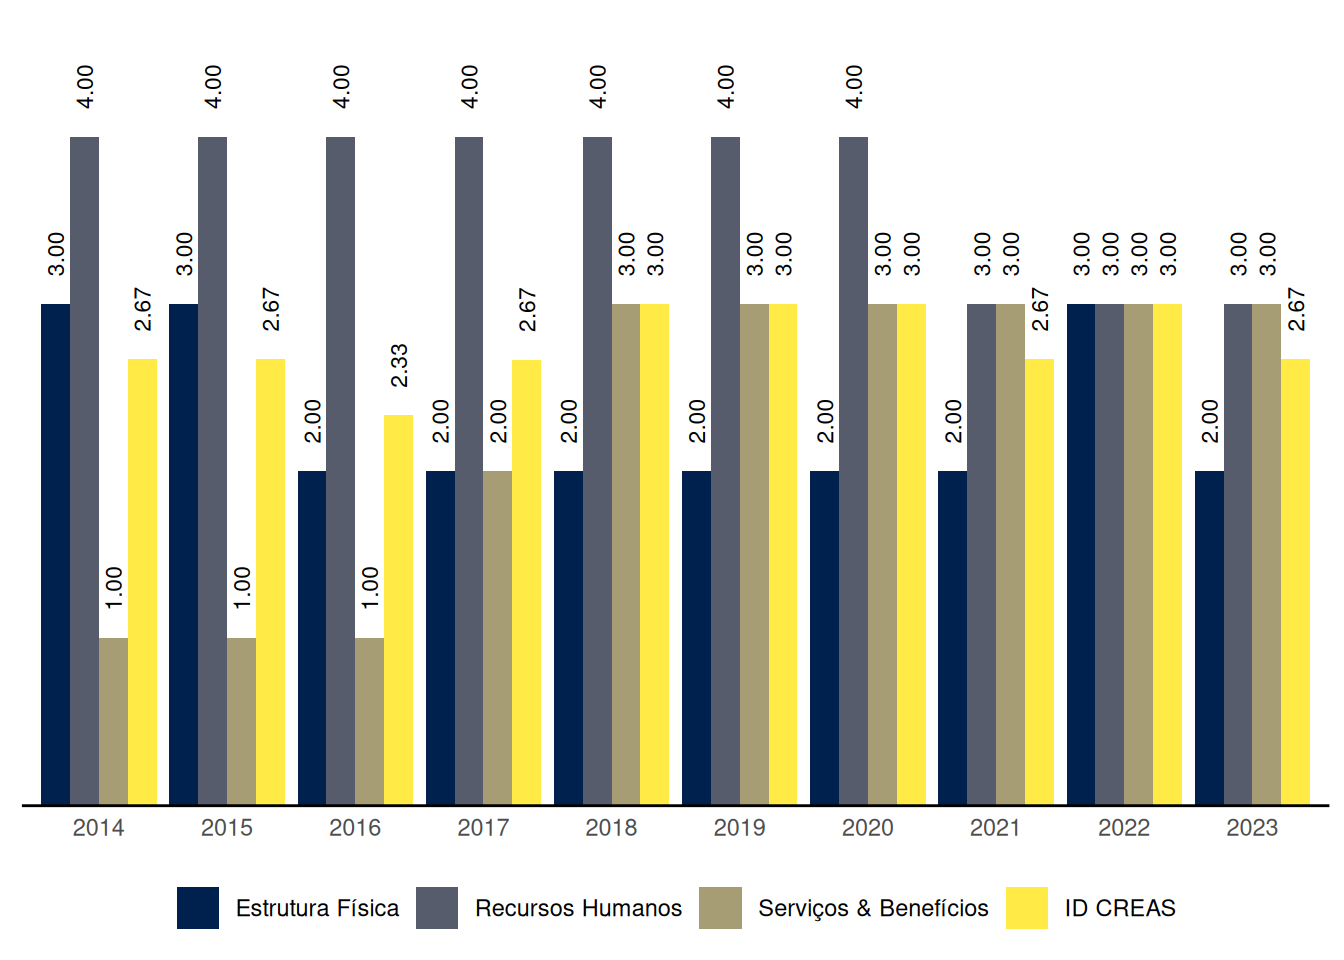 4.00 4.00 4.00 4.00 4.00 4.00 4.00
3.00 3.00 3.00 3.00 3.00 3.00 3.00 3.00 3.00 3.00 3.00 3.00 3.00 3.00 3.00 3.00
2.67 2.67 2.67 2.67 2.67
2.33
2.00 2.00 2.00 2.00 2.00 2.00 2.00 2.00
1.00 1.00 1.00
2014 2015 2016 2017 2018 2019 2020 2021 2022 2023
Estrutura Física Recursos Humanos Serviços & Benefícios ID CREAS